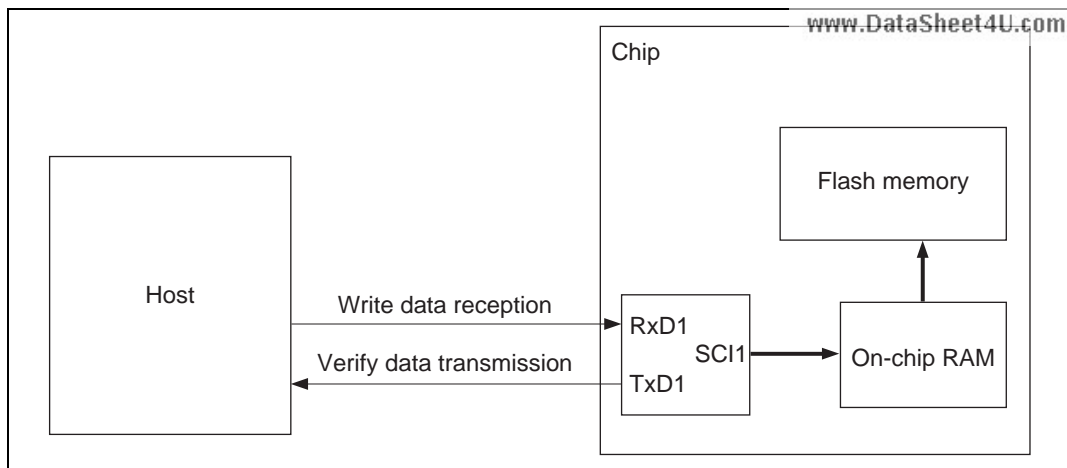 www.DataSheet4U.com
Chip
Flash memory
Host
Write data reception
RxD1
SCI1
On-chip RAM
Verify data transmission
TxD1